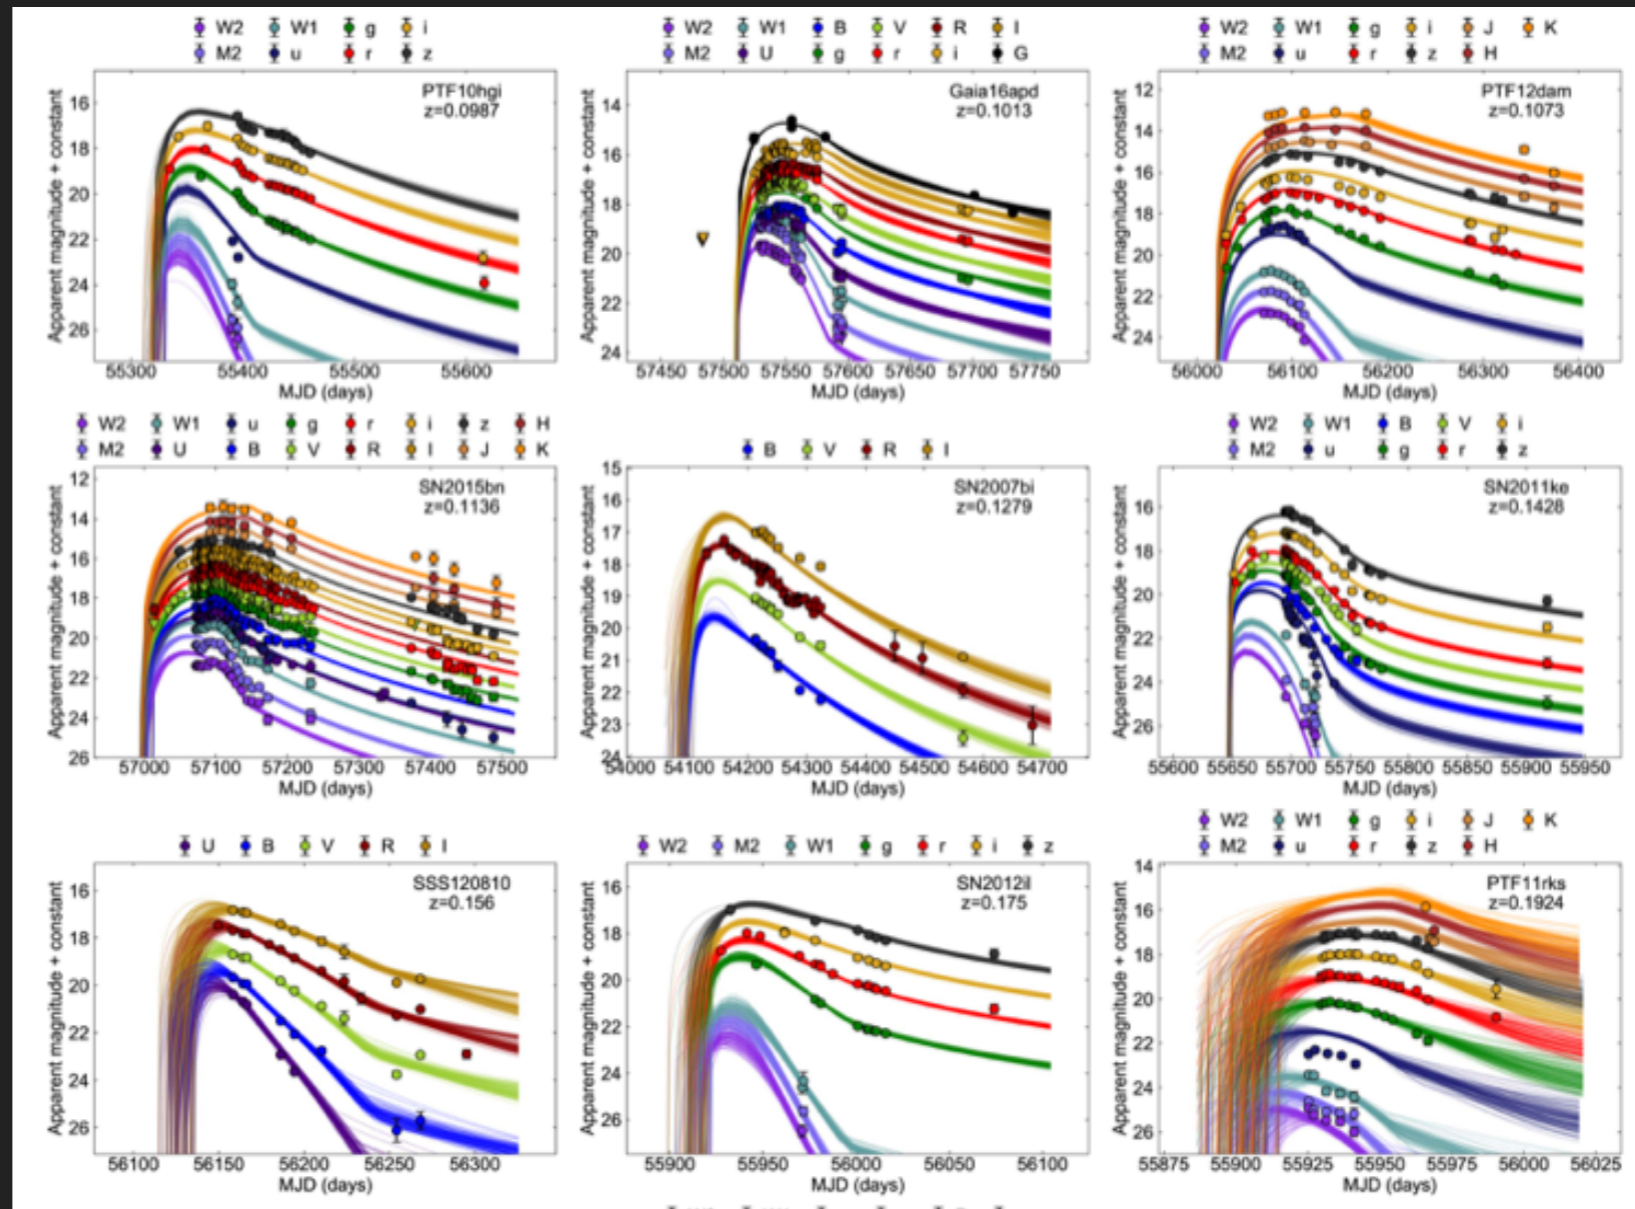 W2 W1 g i
M2 u r z
PTF10hgi
z=0.0987
Apparent magnitude + constant
16
18
20
22
24
26
55300 55400 55500 55600
MJD (days)
W2 W1 B V R I
M2 U g r i G
Gaia16apd
z=0.1013
Apparent magnitude + constant
14
16
18
20
22
24
57450 57500 57550 57600 57650 57700 57750
MJD (days)
W2 W1 g i J K
M2 u r z H
PTF12dam
z=0.1073
Apparent magnitude + constant
12
14
16
18
20
22
24
56000 56100 56200 56300 56400
MJD (days)
W2 W1 u g r i z H
M2 U B V R I J K
SN2015bn
z=0.1136
Apparent magnitude + constant
12
14
16
18
20
22
24
26
57000 57100 57200 57300 57400 57500
MJD (days)
B V R I
SN2007bi
z=0.1279
Apparent magnitude + constant
15
16
17
18
19
20
21
22
23
24
54000 54100 54200 54300 54400 54500 54600 54700
MJD (days)
W2 W1 B V i
M2 u g r z
SN2011ke
z=0.1428
Apparent magnitude + constant
16
18
20
22
24
26
55600 55650 55700 55750 55800 55850 55900 55950
MJD (days)
U B V R I
SSS120810
z=0.156
Apparent magnitude + constant
16
18
20
22
24
26
56100 56150 56200 56250 56300
MJD (days)
W2 M2 W1 g r i z
SN2012il
z=0.175
Apparent magnitude + constant
16
18
20
22
24
26
55900 55950 56000 56050 56100
MJD (days)
W2 W1 g i J K
M2 u r z H
PTF11rks
z=0.1924
Apparent magnitude + constant
14
16
18
20
22
24
26
55875 55900 55925 55950 55975 56000 56025
MJD (days)